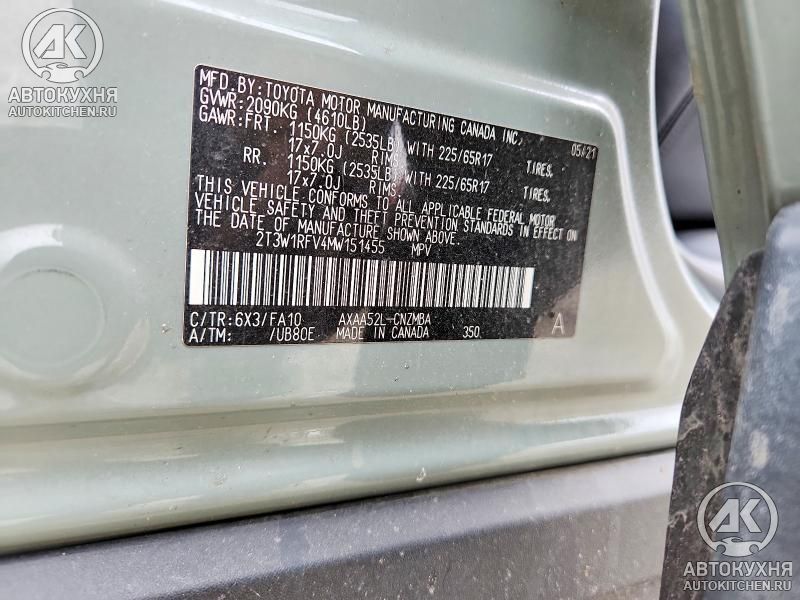 AK
АВТОКУХНЯ
AUTOKITCHEN.RU
MFD. BY: TOYOTA MOTOR MANUFACTURING CANADA INC.
GVWR: 2090KG (4610LB) 05/21
GAWR: FRT. 1150KG (2535LB) WITH 225/65R17 TIRES,
17x7.0J RIMS,
RR. 1150KG (2535LB) WITH 225/65R17 TIRES,
17x7.0J RIMS,
THIS VEHICLE CONFORMS TO ALL APPLICABLE FEDERAL MOTOR
VEHICLE SAFETY AND THEFT PREVENTION STANDARDS IN EFFECT ON
THE DATE OF MANUFACTURE SHOWN ABOVE.
2T3W1RFV4MW151455 MPV
C/TR: 6X3/FA10 AXAA52L-CNZMBA
A/TM: /UB80E MADE IN CANADA 350. A
AK
АВТОКУХНЯ
AUTOKITCHEN.RU